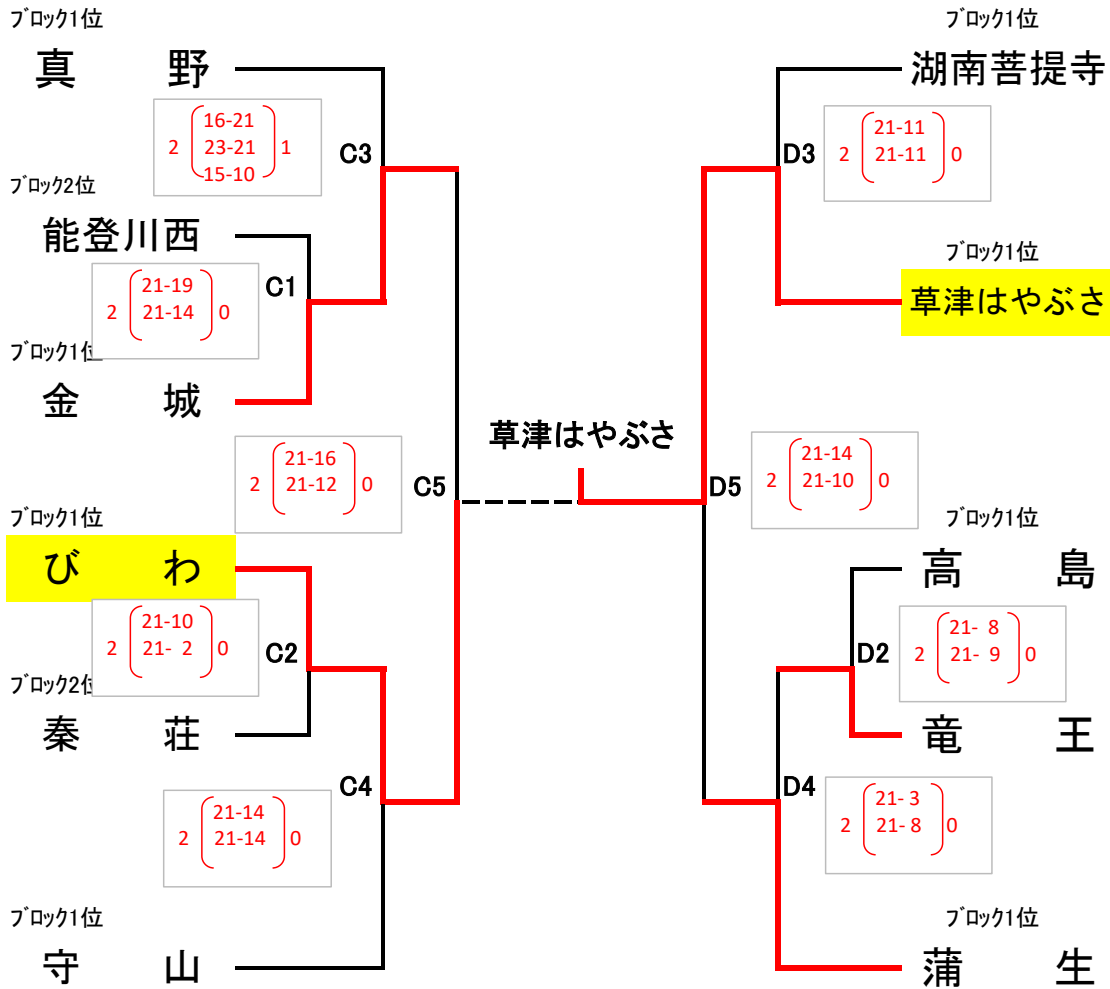 ブロック1位
真　野
2 16-21 1
23-21
15-10
C3
ブロック2位
能登川西
2 21-19 0
21-14
C1
ブロック1位
金　城
2 21-16 0
21-12
C5
ブロック1位
び　わ
2 21-10 0
21- 2
C2
ブロック2位
秦　荘
C4
2 21-14 0
21-14
ブロック1位
守　山
草津はやぶさ
ブロック1位
湖南菩提寺
D3
2 21-11 0
21-11
ブロック1位
草津はやぶさ
D5
2 21-14 0
21-10
ブロック1位
高　島
D2
2 21- 8 0
21- 9
竜　王
D4
2 21- 3 0
21- 8
ブロック1位
蒲　生